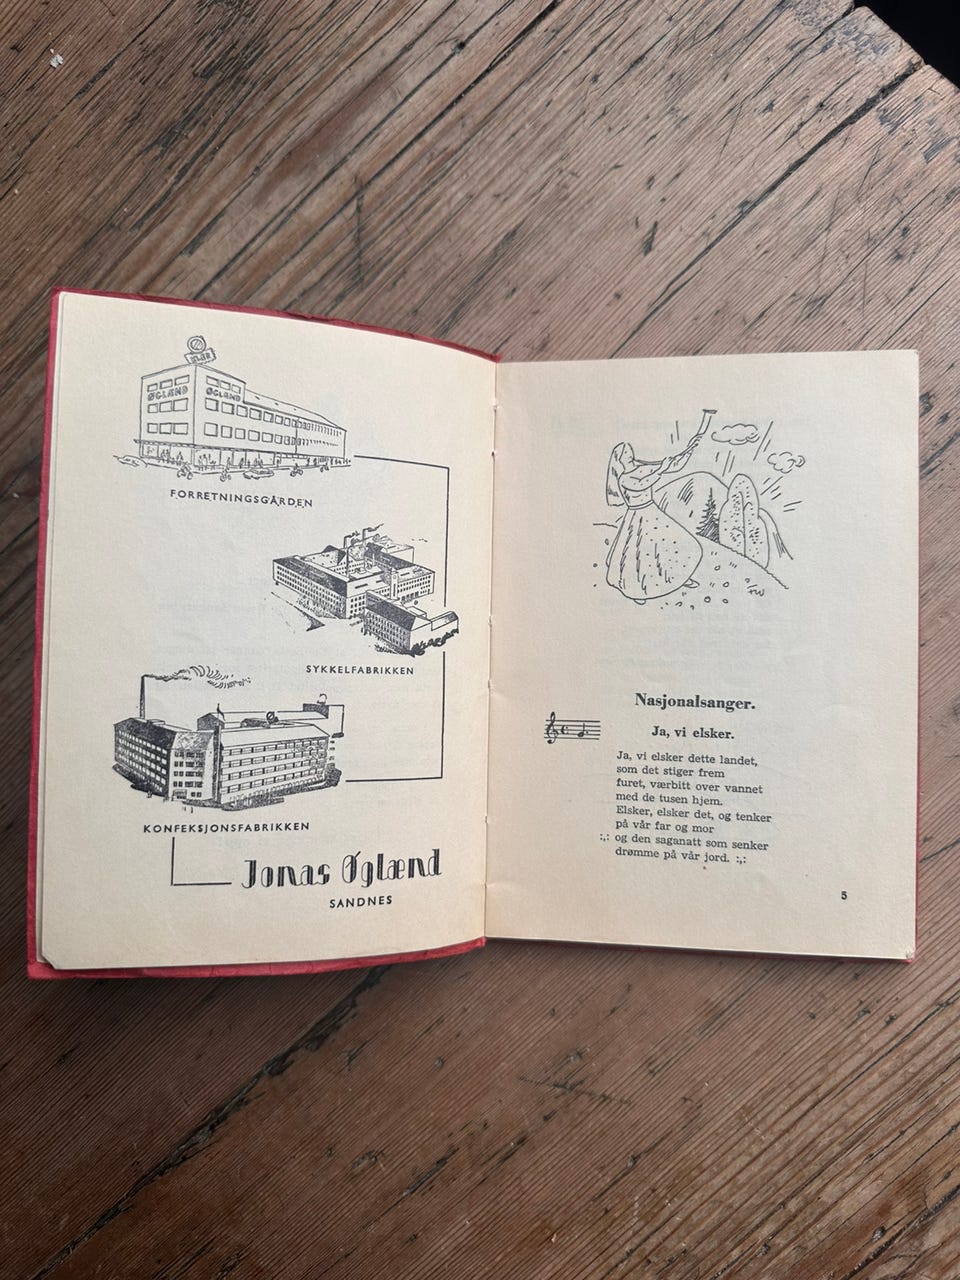 KLÆR
ØGLÆND
ØGLÆND
FORRETNINGSGÅRDEN
SYKKELFABRIKKEN
KONFEKSJONSFABRIKKEN
Jonas Øglænd
SANDNES
Nasjonalsanger.
Ja, vi elsker.
Ja, vi elsker dette landet,
som det stiger frem
furet, værbitt over vannet
med de tusen hjem.
Elsker, elsker det, og tenker
på vår far og mor
:,: og den saganatt som senker
drømme på vår jord. :,:
5